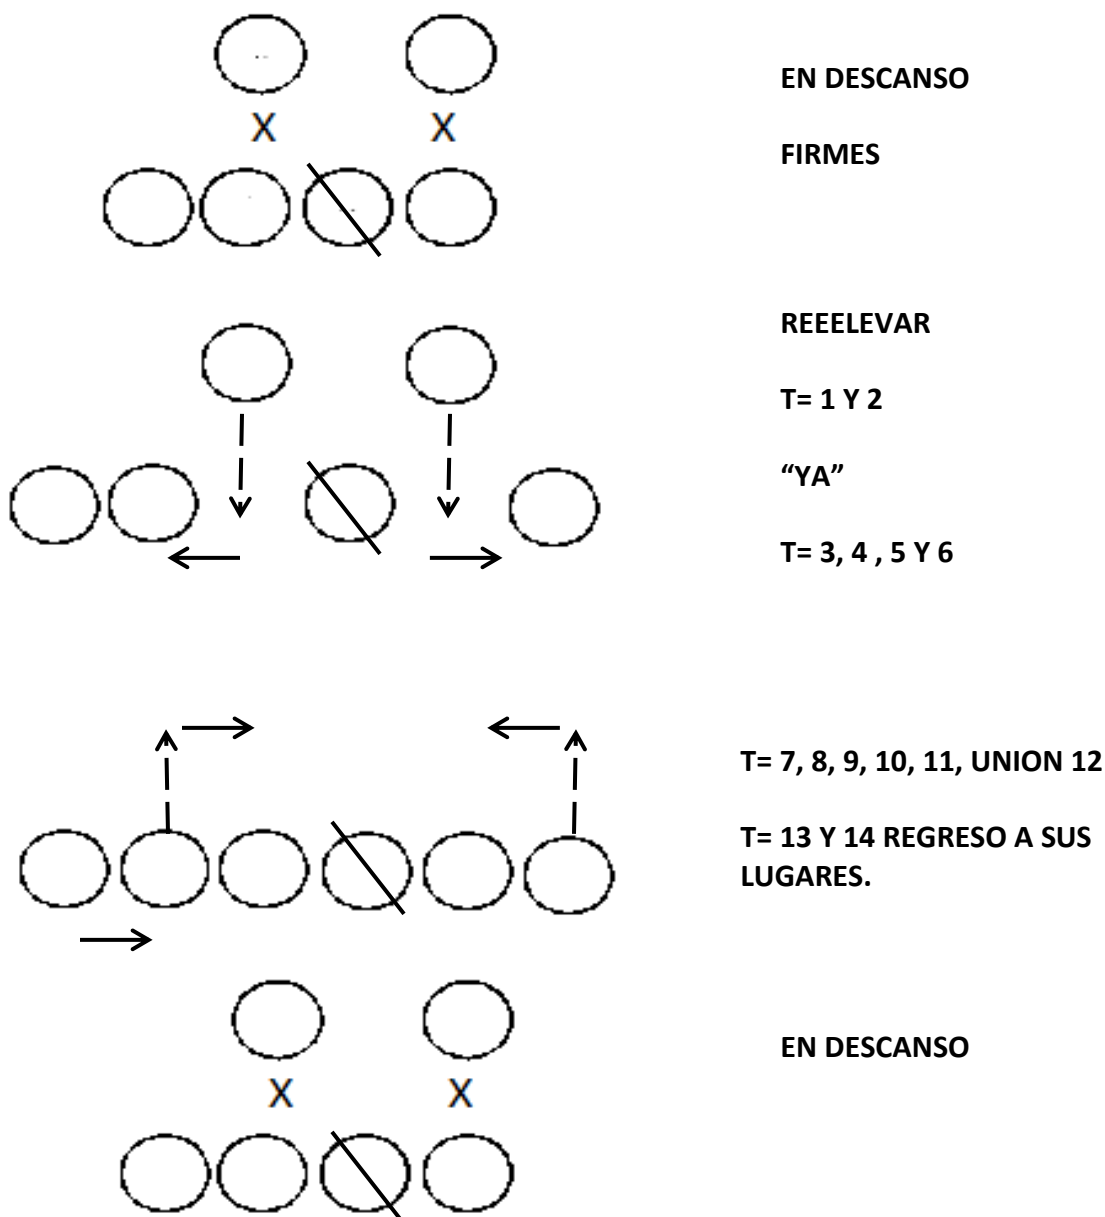 EN DESCANSO
X X
FIRMES
REEELEVAR
T= 1 Y 2
“YA”
T= 3, 4 , 5 Y 6
T= 7, 8, 9, 10, 11, UNION 12
T= 13 Y 14 REGRESO A SUS
LUGARES.
EN DESCANSO
X X